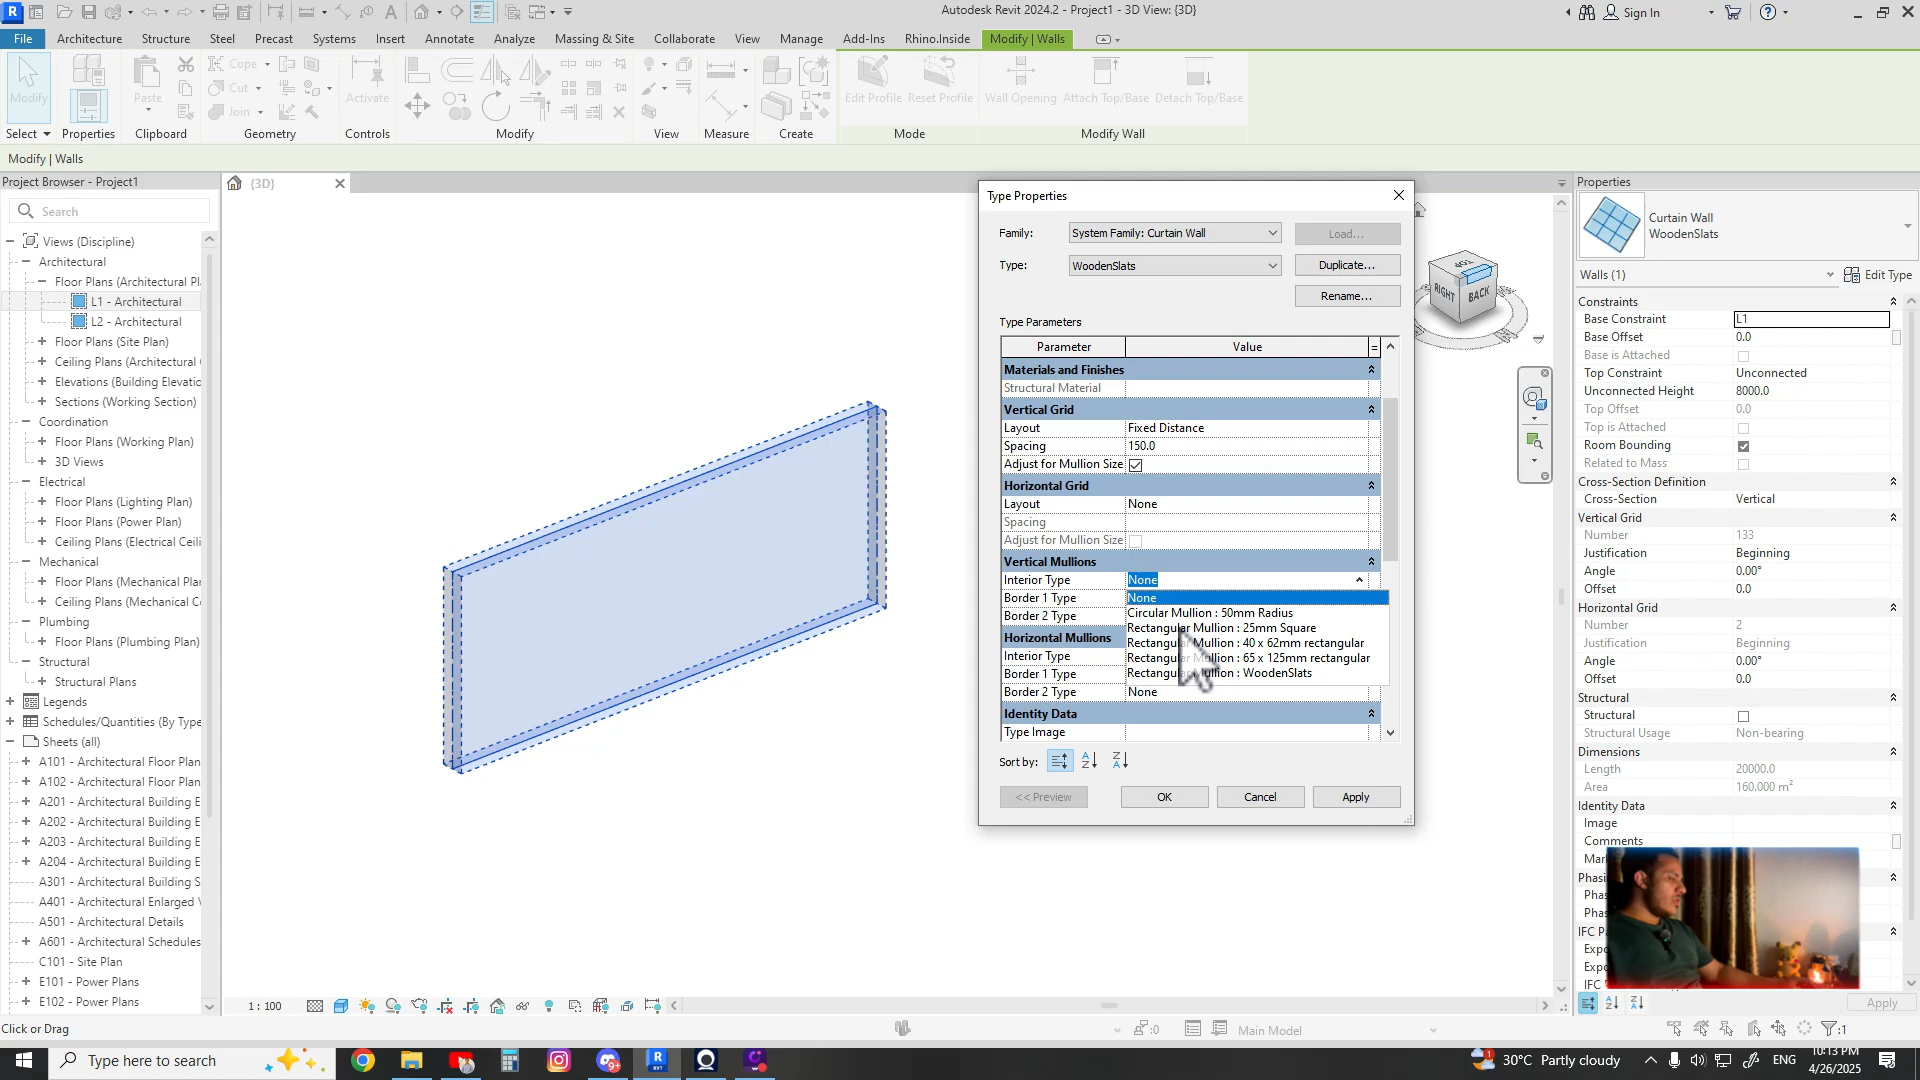 Autodesk Revit 2024.2 - Project1 - 3D View: {3D}
Sign In
File Architecture Structure Steel Precast Systems Insert Annotate Analyze Massing & Site Collaborate View Manage Add-Ins Rhino.Inside Modify | Walls
Modify Paste Cope Cut Join Activate Edit Profile Reset Profile Wall Opening Attach Top/Base Detach Top/Base
Select Properties Clipboard Geometry Controls Modify View Measure Create Mode Modify Wall
Modify | Walls
Project Browser - Project1
Search
Views (Discipline)
Architectural
Floor Plans (Architectural Pl
L1 - Architectural
L2 - Architectural
Floor Plans (Site Plan)
Ceiling Plans (Architectural
Elevations (Building Elevatio
Sections (Working Section)
Coordination
Floor Plans (Working Plan)
3D Views
Electrical
Floor Plans (Lighting Plan)
Floor Plans (Power Plan)
Ceiling Plans (Electrical Ceili
Mechanical
Floor Plans (Mechanical Plan
Ceiling Plans (Mechanical C
Plumbing
Floor Plans (Plumbing Plan)
Structural
Structural Plans
Legends
Schedules/Quantities (By Type
Sheets (all)
A101 - Architectural Floor Plan
A102 - Architectural Floor Plan
A201 - Architectural Building E
A202 - Architectural Building E
A203 - Architectural Building E
A204 - Architectural Building E
A301 - Architectural Building S
A401 - Architectural Enlarged V
A501 - Architectural Details
A601 - Architectural Schedules
C101 - Site Plan
E101 - Power Plans
E102 - Power Plans
{3D}
Type Properties
Family: System Family: Curtain Wall Load...
Type: WoodenSlats Duplicate...
Rename...
Type Parameters
Parameter Value =
Materials and Finishes
Structural Material
Vertical Grid
Layout Fixed Distance
Spacing 150.0
Adjust for Mullion Size
Horizontal Grid
Layout None
Spacing
Adjust for Mullion Size
Vertical Mullions
Interior Type None
Border 1 Type None
Circular Mullion : 50mm Radius
Border 2 Type Rectangular Mullion : 25mm Square
Horizontal Mullions Rectangular Mullion : 40 x 62mm rectangular
Interior Type Rectangular Mullion : 65 x 125mm rectangular
Border 1 Type Rectangular Mullion : WoodenSlats
Border 2 Type None
Identity Data
Type Image
Sort by:
<< Preview OK Cancel Apply
TOP
RIGHT BACK
Properties
Curtain Wall
WoodenSlats
Walls (1) Edit Type
Constraints
Base Constraint L1
Base Offset 0.0
Base is Attached
Top Constraint Unconnected
Unconnected Height 8000.0
Top Offset 0.0
Top is Attached
Room Bounding
Related to Mass
Cross-Section Definition
Cross-Section Vertical
Vertical Grid
Number 133
Justification Beginning
Angle 0.00°
Offset 0.0
Horizontal Grid
Number 2
Justification Beginning
Angle 0.00°
Offset 0.0
Structural
Structural
Structural Usage Non-bearing
Dimensions
Length 20000.0
Area 160.000 m²
Identity Data
Image
Comments
Mar
Phasi
Phas
Phas
IFC P
Expo
Expo
IFC
Apply
1 : 100
Click or Drag
:0 Main Model :1
Type here to search
30°C Partly cloudy ENG 10:13 PM
4/26/2025